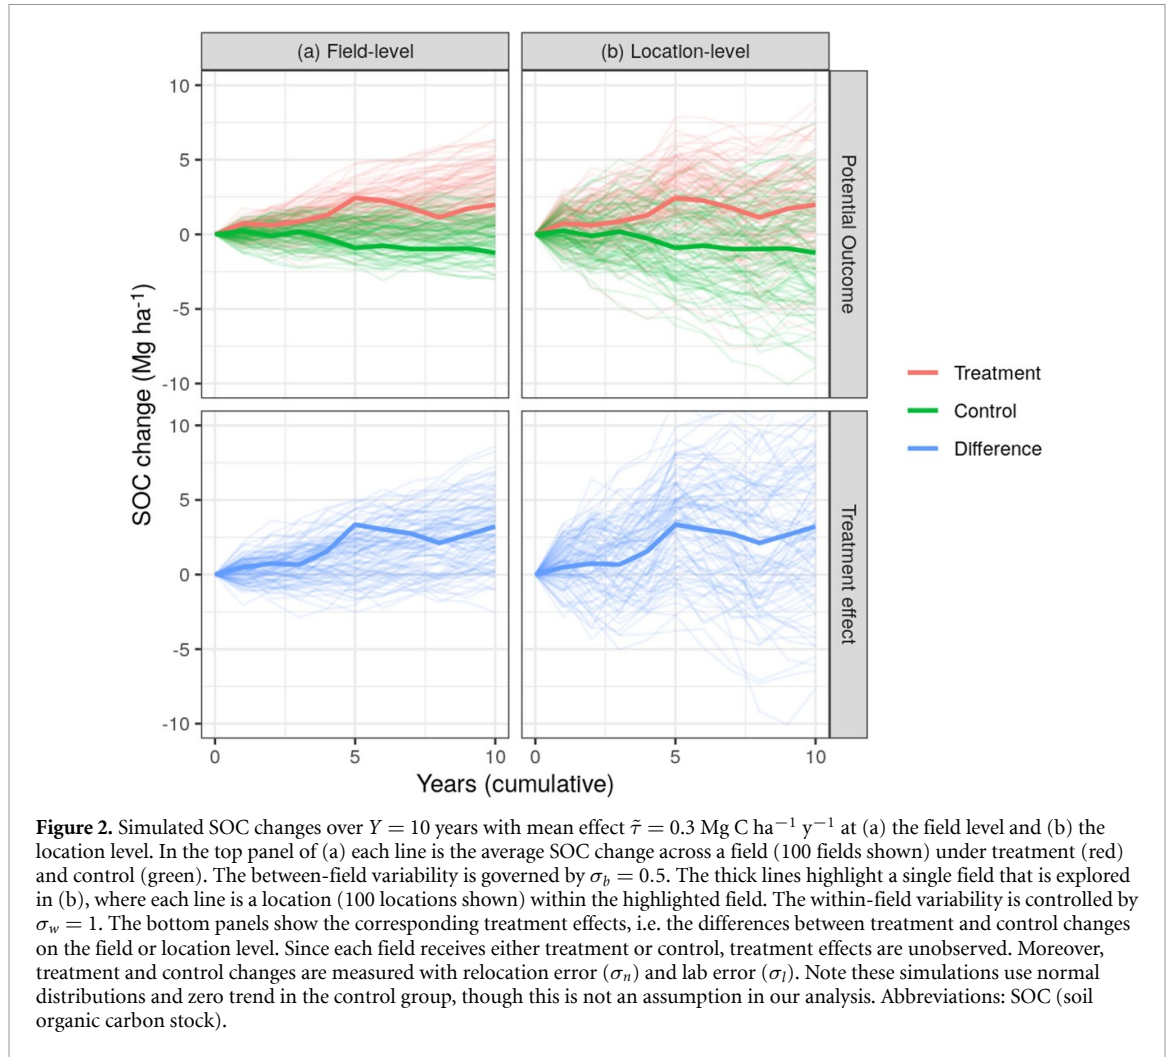 (a) Field-level
(b) Location-level
10
5
0
-5
-10
Potential Outcome
10
5
0
-5
-10
Treatment effect
SOC change (Mg ha-1)
Treatment
Control
Difference
0
5
10
0
5
10
Years (cumulative)
Figure 2. Simulated SOC changes over Y = 10 years with mean effect τ̃ = 0.3 Mg C ha−1 y−1 at (a) the field level and (b) the
location level. In the top panel of (a) each line is the average SOC change across a field (100 fields shown) under treatment (red)
and control (green). The between-field variability is governed by σb = 0.5. The thick lines highlight a single field that is explored
in (b), where each line is a location (100 locations shown) within the highlighted field. The within-field variability is controlled by
σw = 1. The bottom panels show the corresponding treatment effects, i.e. the differences between treatment and control changes
on the field or location level. Since each field receives either treatment or control, treatment effects are unobserved. Moreover,
treatment and control changes are measured with relocation error (σn) and lab error (σl). Note these simulations use normal
distributions and zero trend in the control group, though this is not an assumption in our analysis. Abbreviations: SOC (soil
organic carbon stock).